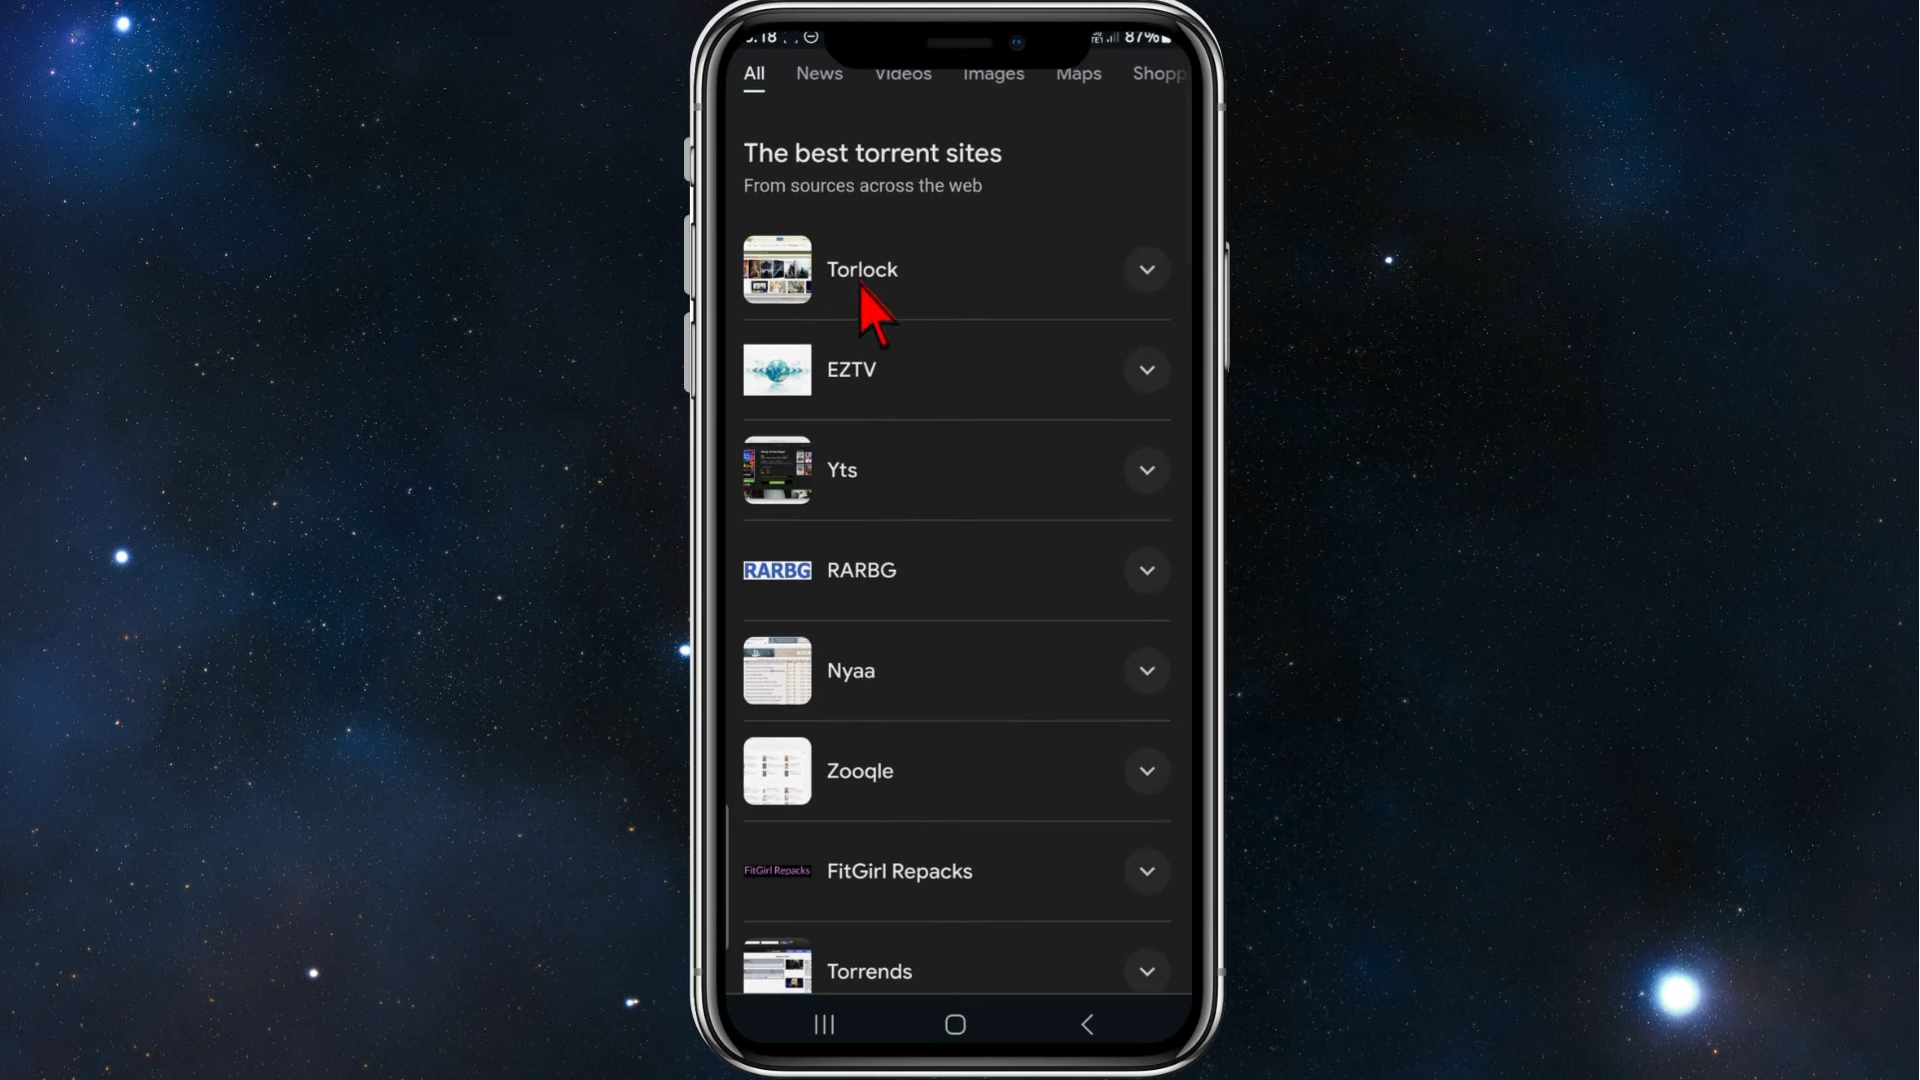 87%
All News Videos Images Maps Shopp
The best torrent sites
From sources across the web
Torlock
EZTV
Yts
RARBG RARBG
Nyaa
Zooqle
FitGirl Repacks FitGirl Repacks
Torrends